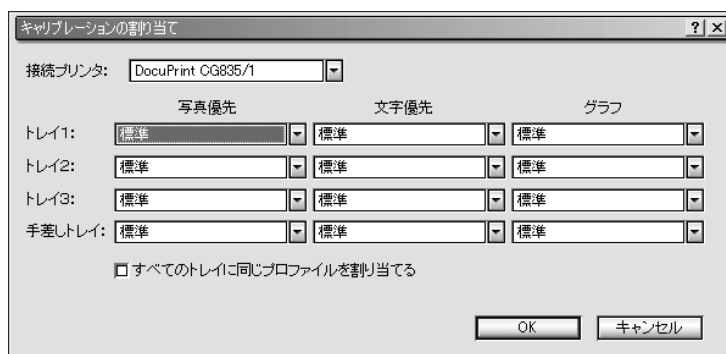 キャリブレーションの割り当て
接続プリンタ: DocuPrint CG835/1
写真優先 文字優先 グラフ
トレイ1: 標準 標準 標準
トレイ2: 標準 標準 標準
トレイ3: 標準 標準 標準
手差しトレイ: 標準 標準 標準
すべてのトレイに同じプロファイルを割り当てる
OK キャンセル